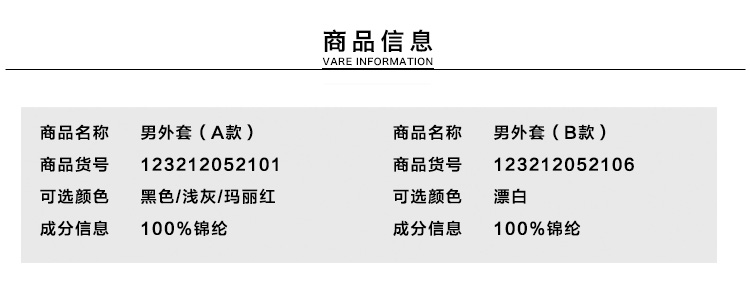 商品信息
VARE INFORMATION
商品名称 男外套（A款） 商品名称 男外套（B款）
商品货号 123212052101 商品货号 123212052106
可选颜色 黑色/浅灰/玛丽红 可选颜色 漂白
成分信息 100%锦纶 成分信息 100%锦纶